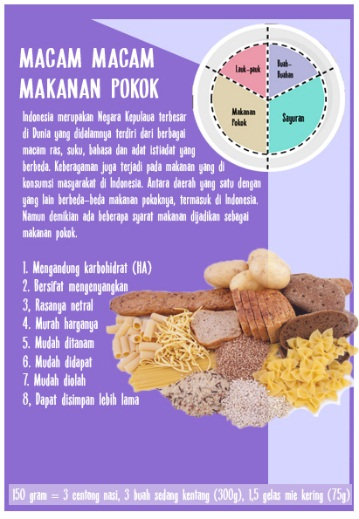 MACAM MACAM
MAKANAN POKOK
Lauk-pauk
Buah-
Buahan
Makanan
Pokok
Sayuran
Indonesia merupakan Negara Kepulaua terbesar
di Dunia yang didalamnya terdiri dari berbagai
macam ras, suku, bahasa dan adat istiadat yang
berbeda. Keberagaman juga terjadi pada makanan yang di
konsumsi masyarakat di Indonesia. Antara daerah yang satu dengan
yang lain berbeda-beda makanan pokoknya, termasuk di Indonesia.
Namun demikian ada beberapa syarat makanan dijadikan sebagai
makanan pokok.
1. Mengandung karbohidrat (HA)
2. Bersifat mengenyangkan
3, Rasanya netral
4. Murah harganya
5. Mudah ditanam
6. Mudah didapat
7. Mudah diolah
8, Dapat disimpan lebih lama
150 gram = 3 centong nasi, 3 buah sedang kentang (300g), 1,5 gelas mie kering (75g)